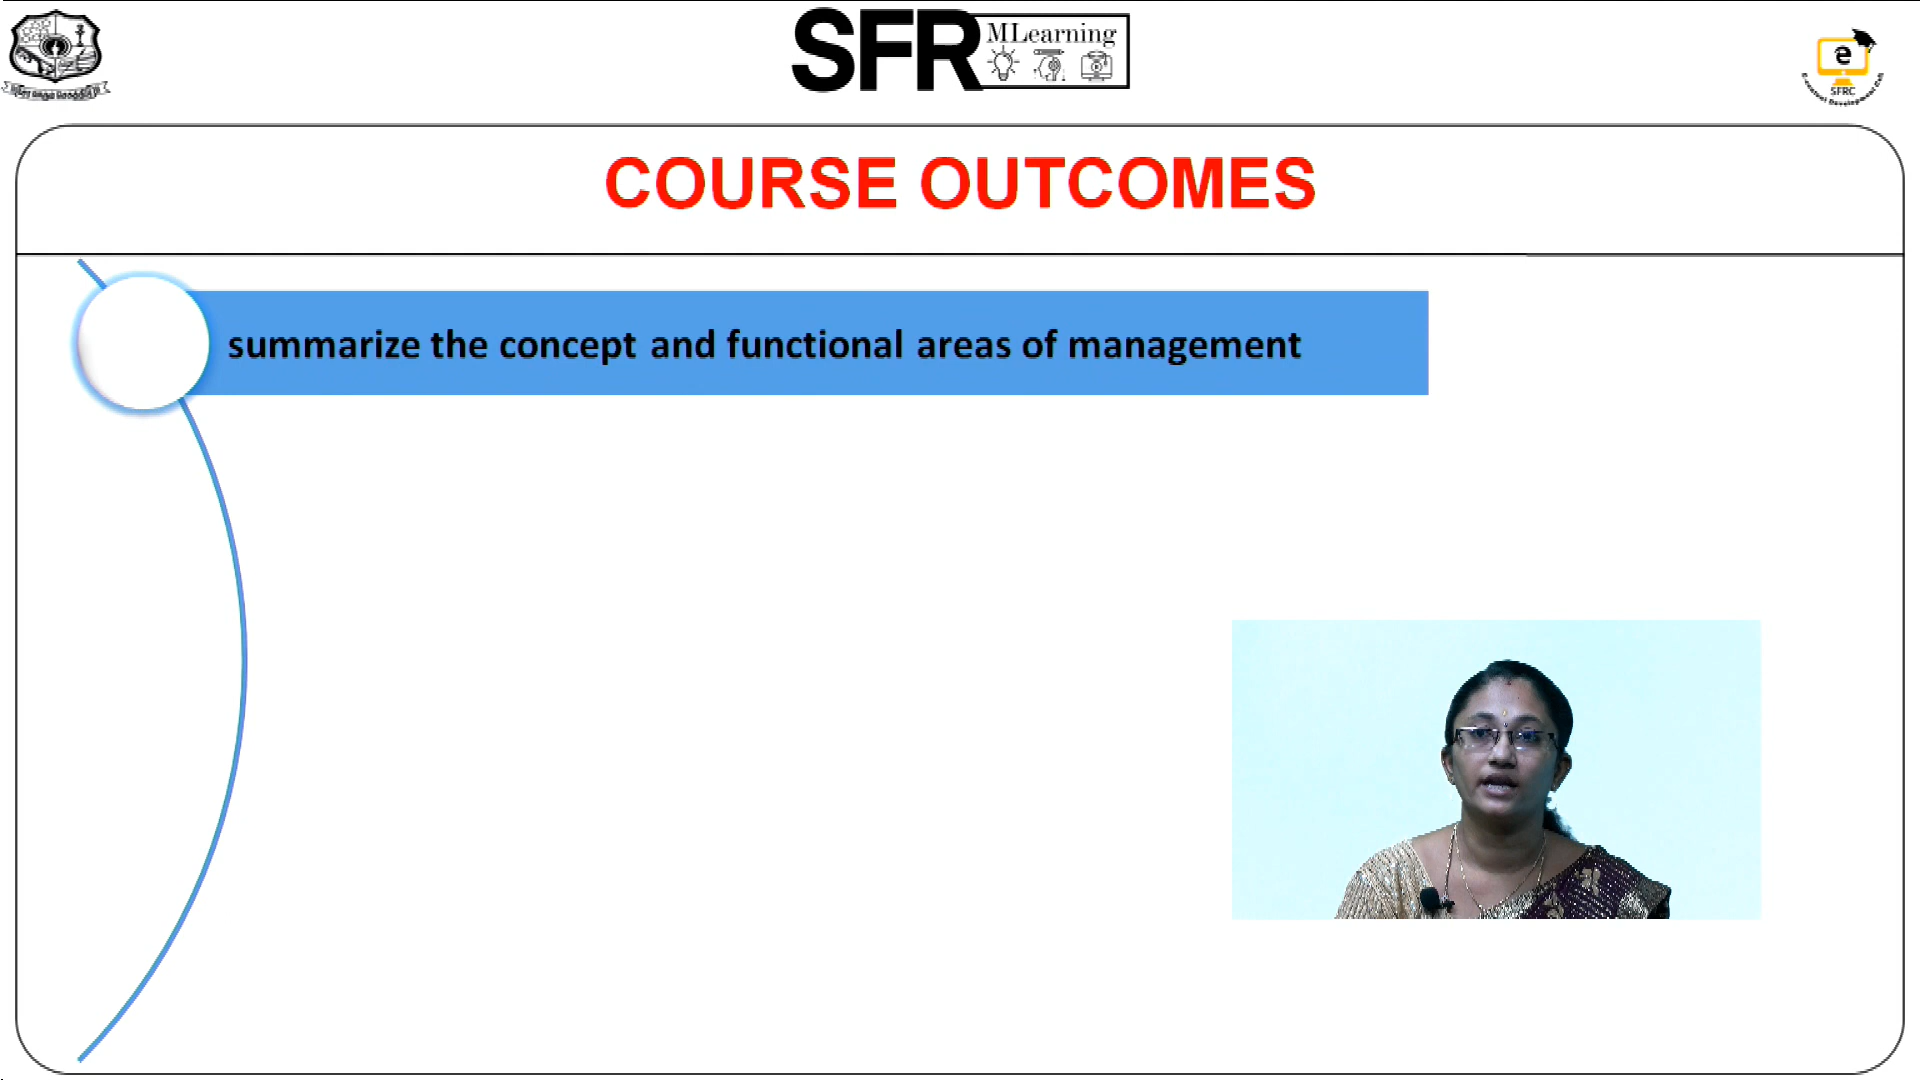 SFR
MLearning
e
SFRC
COURSE OUTCOMES
summarize the concept and functional areas of management